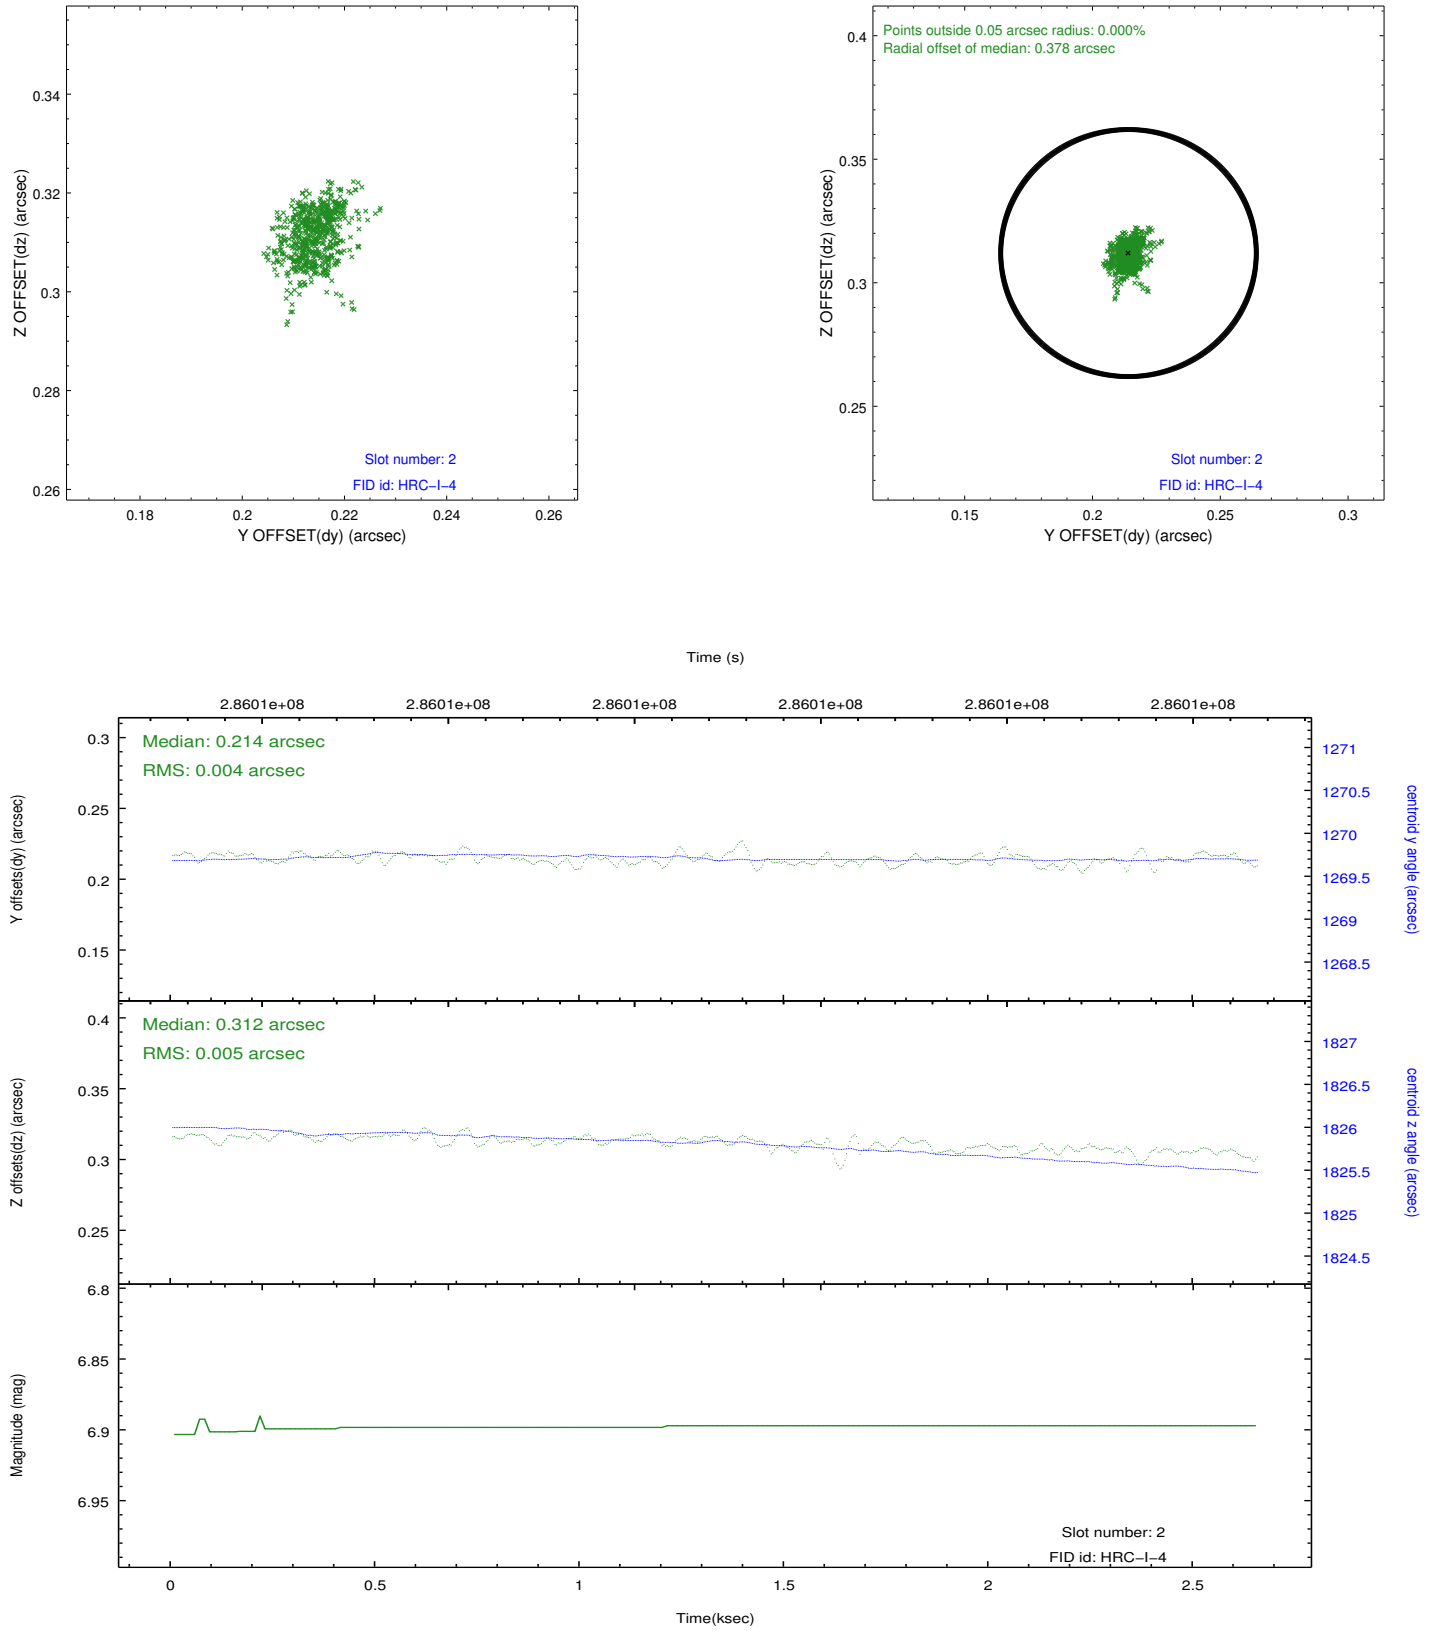 0.34
0.32
0.3
0.28
0.26
Z OFFSET(dz) (arcsec)
Slot number: 2
FID id: HRC-I-4
0.18 0.2 0.22 0.24 0.26
Y OFFSET(dy) (arcsec)
Points outside 0.05 arcsec radius: 0.000%
Radial offset of median: 0.378 arcsec
0.4
0.35
0.3
0.25
Z OFFSET(dz) (arcsec)
Slot number: 2
FID id: HRC-I-4
0.15 0.2 0.25 0.3
Y OFFSET(dy) (arcsec)
Time (s)
2.8601e+08 2.8601e+08 2.8601e+08 2.8601e+08 2.8601e+08 2.8601e+08
Median: 0.214 arcsec
RMS: 0.004 arcsec
0.3
0.25
0.2
0.15
Y offsets(dy) (arcsec)
1271
1270.5
1270
1269.5
1269
1268.5
centroid y angle (arcsec)
Median: 0.312 arcsec
RMS: 0.005 arcsec
0.4
0.35
0.3
0.25
Z offsets(dz) (arcsec)
1827
1826.5
1826
1825.5
1825
1824.5
centroid z angle (arcsec)
6.8
6.85
6.9
6.95
Magnitude (mag)
Slot number: 2
FID id: HRC-I-4
0 0.5 1 1.5 2 2.5
Time(ksec)